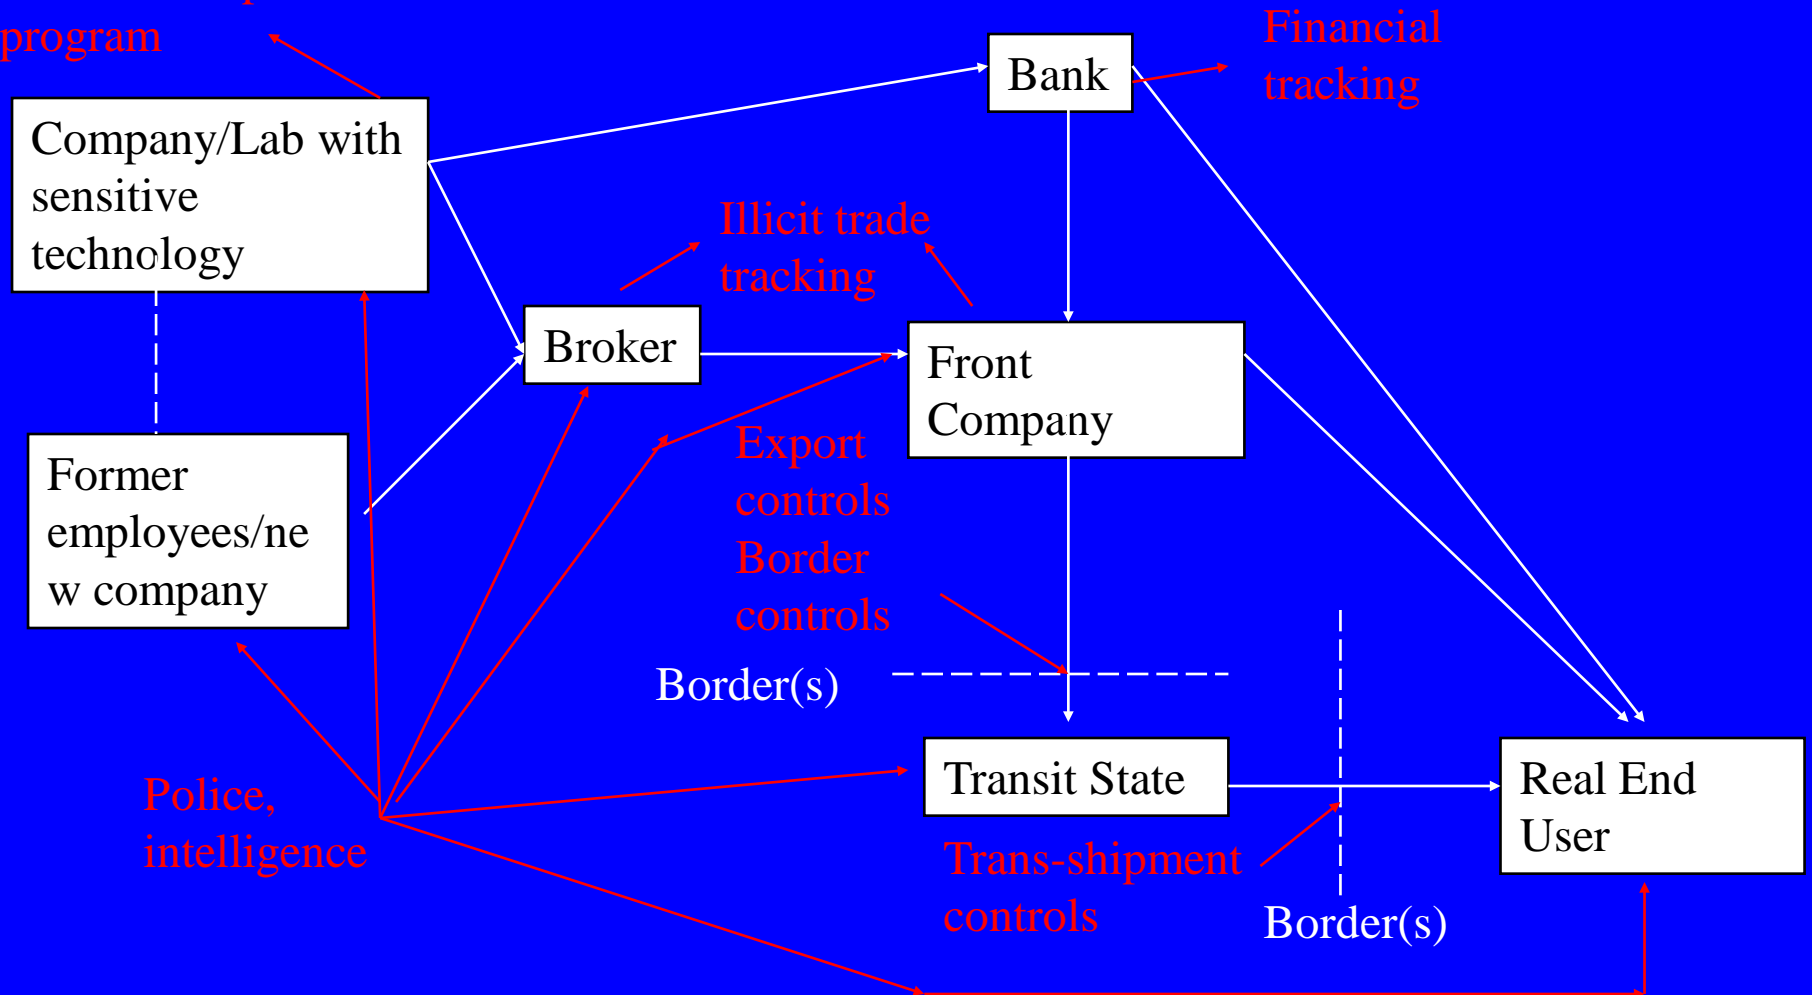 program
Financial
tracking
Bank
Company/Lab with
sensitive
technology
Illicit trade
tracking
Broker
Front
Company
Export
controls
Border
controls
Former
employees/ne
w company
Border(s)
Police,
intelligence
Transit State
Real End
User
Trans-shipment
controls
Border(s)